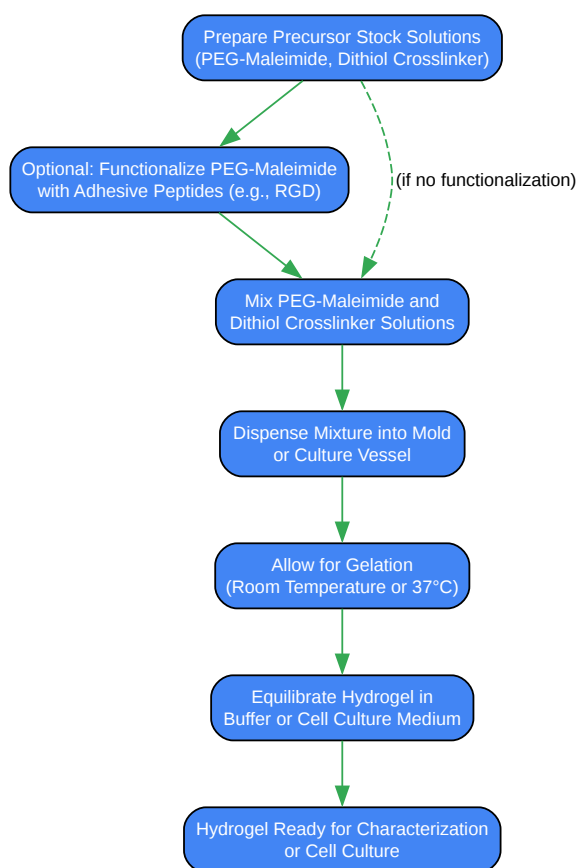 Prepare Precursor Stock Solutions
(PEG-Maleimide, Dithiol Crosslinker)
Optional: Functionalize PEG-Maleimide
with Adhesive Peptides (e.g., RGD)
(if no functionalization)
Mix PEG-Maleimide and
Dithiol Crosslinker Solutions
Dispense Mixture into Mold
or Culture Vessel
Allow for Gelation
(Room Temperature or 37°C)
Equilibrate Hydrogel in
Buffer or Cell Culture Medium
Hydrogel Ready for Characterization
or Cell Culture